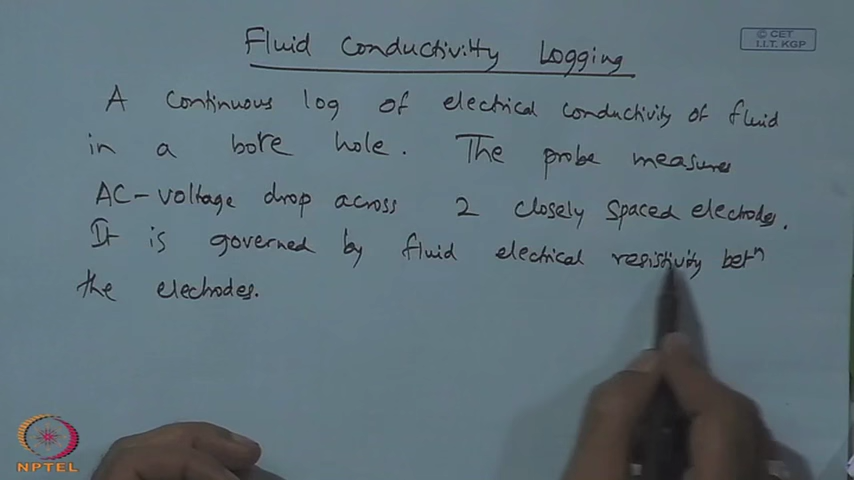 Fluid Conductivity Logging
© CET
I.I.T. KGP
A continuous log of electrical conductivity of fluid
in a bore hole. The probe measures
AC-voltage drop across 2 closely spaced electrodes.
It is governed by fluid electrical resistivity betⁿ
the electrodes.
NPTEL